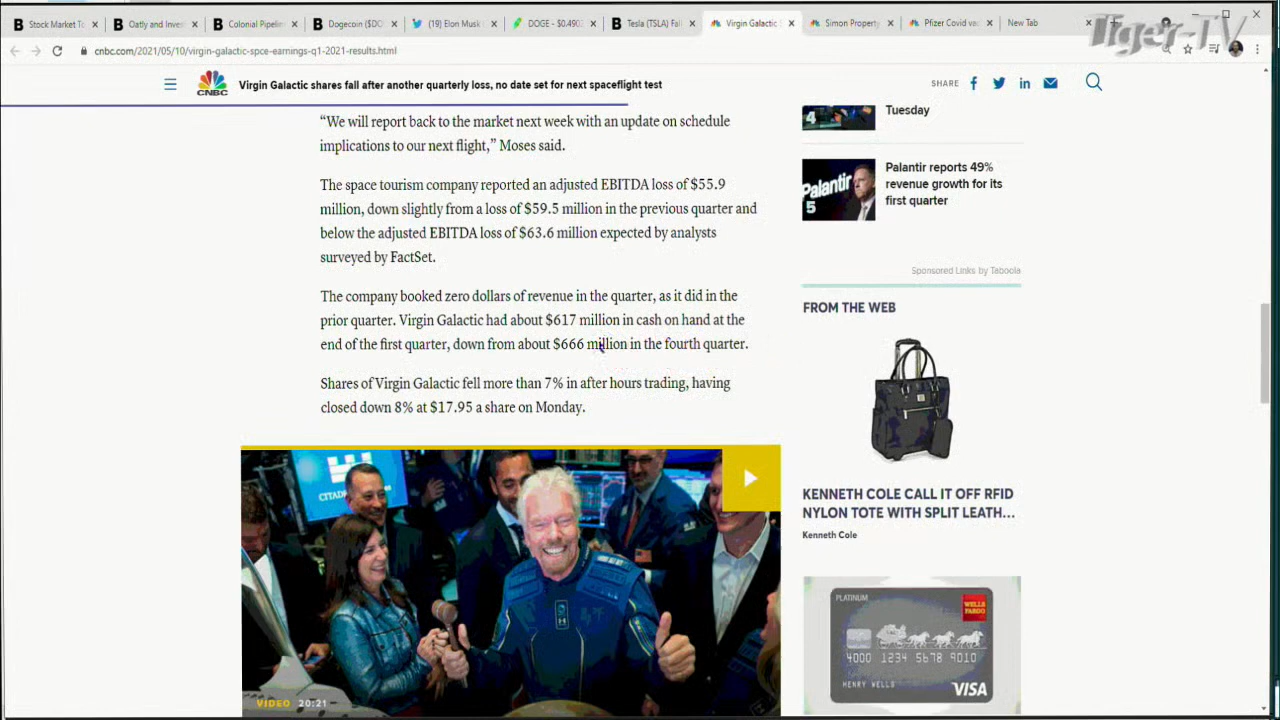 Stock Market To
Oatly and Invest
Colonial Pipelin
Dogecoin ($DO
(19) Elon Musk
DOGE - $0.490
Tesla (TSLA) Fal
Virgin Galactic
Simon Property
Pfizer Covid va
New Tab
Tiger-TV
cnbc.com/2021/05/10/virgin-galactic-spce-earnings-q1-2021-results.html
CNBC
Virgin Galactic shares fall after another quarterly loss, no date set for next spaceflight test
SHARE
“We will report back to the market next week with an update on schedule
implications to our next flight,” Moses said.
The space tourism company reported an adjusted EBITDA loss of $55.9
million, down slightly from a loss of $59.5 million in the previous quarter and
below the adjusted EBITDA loss of $63.6 million expected by analysts
surveyed by FactSet.
The company booked zero dollars of revenue in the quarter, as it did in the
prior quarter. Virgin Galactic had about $617 million in cash on hand at the
end of the first quarter, down from about $666 million in the fourth quarter.
Shares of Virgin Galactic fell more than 7% in after hours trading, having
closed down 8% at $17.95 a share on Monday.
CITAD
VIDEO 20:21
4
Tuesday
Palantir
5
Palantir reports 49%
revenue growth for its
first quarter
Sponsored Links by Taboola
FROM THE WEB
KENNETH COLE CALL IT OFF RFID
NYLON TOTE WITH SPLIT LEATH...
Kenneth Cole
PLATINUM
WELLS
FARGO
4000 1234 5678 9010
HENRY WELLS
VISA